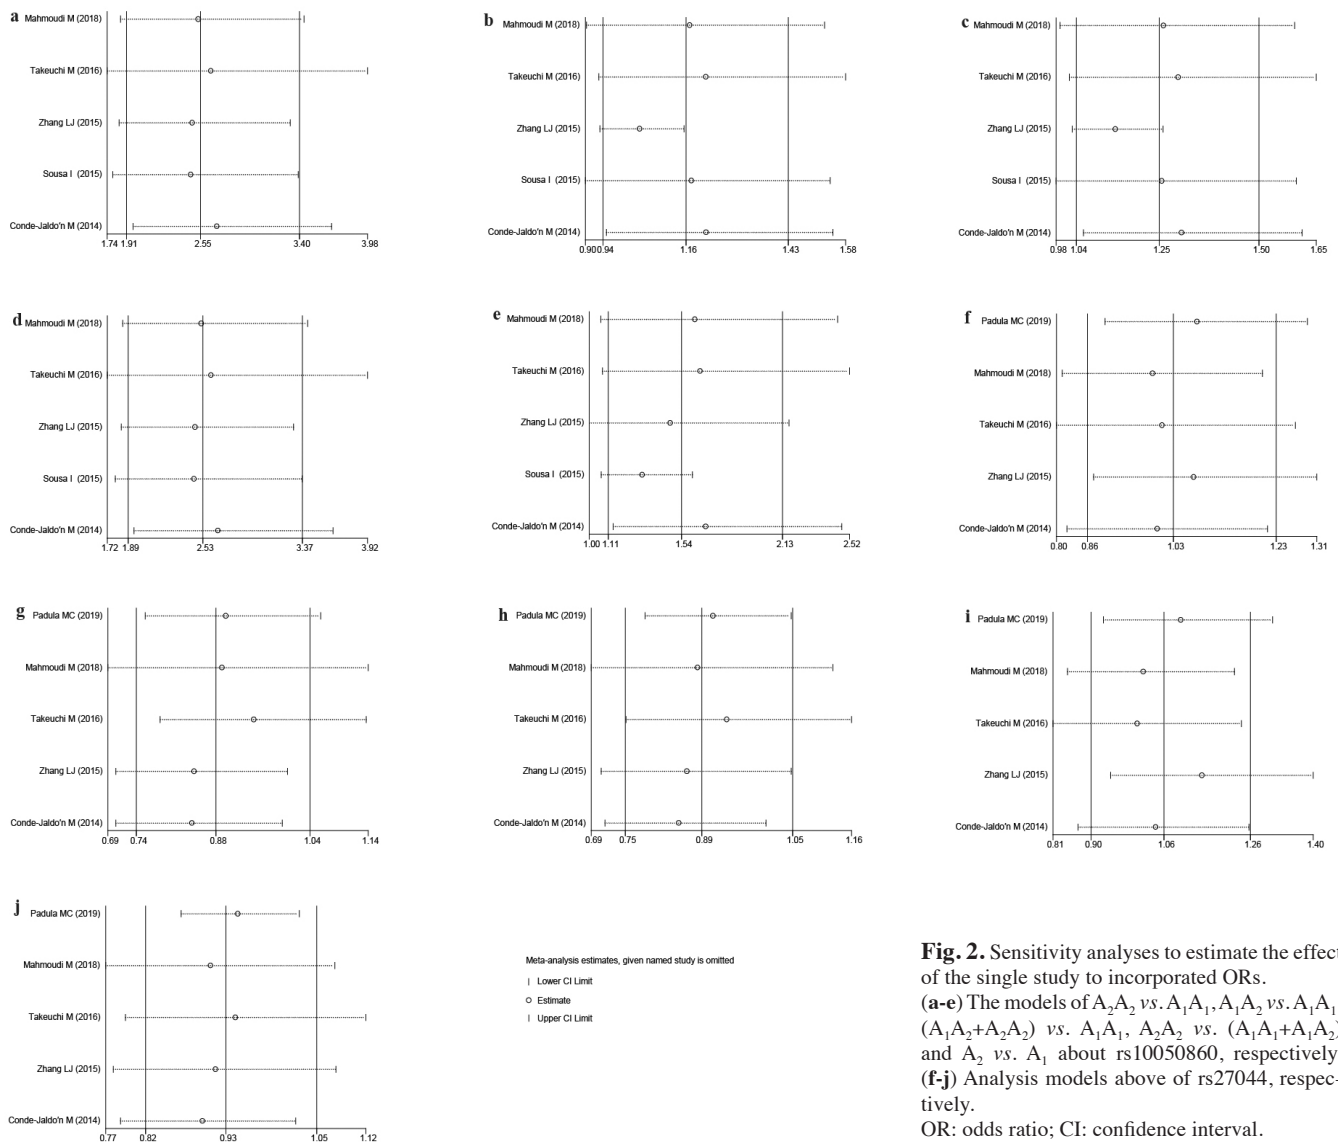 a
Mahmoudi M (2018)
Takeuchi M (2016)
Zhang LJ (2015)
Sousa I (2015)
Conde-Jaldo'n M (2014)
1.74 1.91 2.55 3.40 3.98
b
Mahmoudi M (2018)
Takeuchi M (2016)
Zhang LJ (2015)
Sousa I (2015)
Conde-Jaldo'n M (2014)
0.90 0.94 1.16 1.43 1.58
c
Mahmoudi M (2018)
Takeuchi M (2016)
Zhang LJ (2015)
Sousa I (2015)
Conde-Jaldo'n M (2014)
0.98 1.04 1.25 1.50 1.65
d
Mahmoudi M (2018)
Takeuchi M (2016)
Zhang LJ (2015)
Sousa I (2015)
Conde-Jaldo'n M (2014)
1.72 1.89 2.53 3.37 3.92
e
Mahmoudi M (2018)
Takeuchi M (2016)
Zhang LJ (2015)
Sousa I (2015)
Conde-Jaldo'n M (2014)
1.00 1.11 1.54 2.13 2.52
f
Padula MC (2019)
Mahmoudi M (2018)
Takeuchi M (2016)
Zhang LJ (2015)
Conde-Jaldo'n M (2014)
0.80 0.86 1.03 1.23 1.31
g
Padula MC (2019)
Mahmoudi M (2018)
Takeuchi M (2016)
Zhang LJ (2015)
Conde-Jaldo'n M (2014)
0.69 0.74 0.88 1.04 1.14
h
Padula MC (2019)
Mahmoudi M (2018)
Takeuchi M (2016)
Zhang LJ (2015)
Conde-Jaldo'n M (2014)
0.69 0.75 0.89 1.05 1.16
i
Padula MC (2019)
Mahmoudi M (2018)
Takeuchi M (2016)
Zhang LJ (2015)
Conde-Jaldo'n M (2014)
0.81 0.90 1.06 1.26 1.40
j
Padula MC (2019)
Mahmoudi M (2018)
Takeuchi M (2016)
Zhang LJ (2015)
Conde-Jaldo'n M (2014)
0.77 0.82 0.93 1.05 1.12
Meta-analysis estimates, given named study is omitted
| Lower CI Limit
○ Estimate
| Upper CI Limit
Fig. 2. Sensitivity analyses to estimate the effect
of the single study to incorporated ORs.
(a-e) The models of A₂A₂ vs. A₁A₁, A₁A₂ vs. A₁A₁
(A₁A₂+A₂A₂) vs. A₁A₁, A₂A₂ vs. (A₁A₁+A₁A₂)
and A₂ vs. A₁ about rs10050860, respectively
(f-j) Analysis models above of rs27044, respec-
tively.
OR: odds ratio; CI: confidence interval.